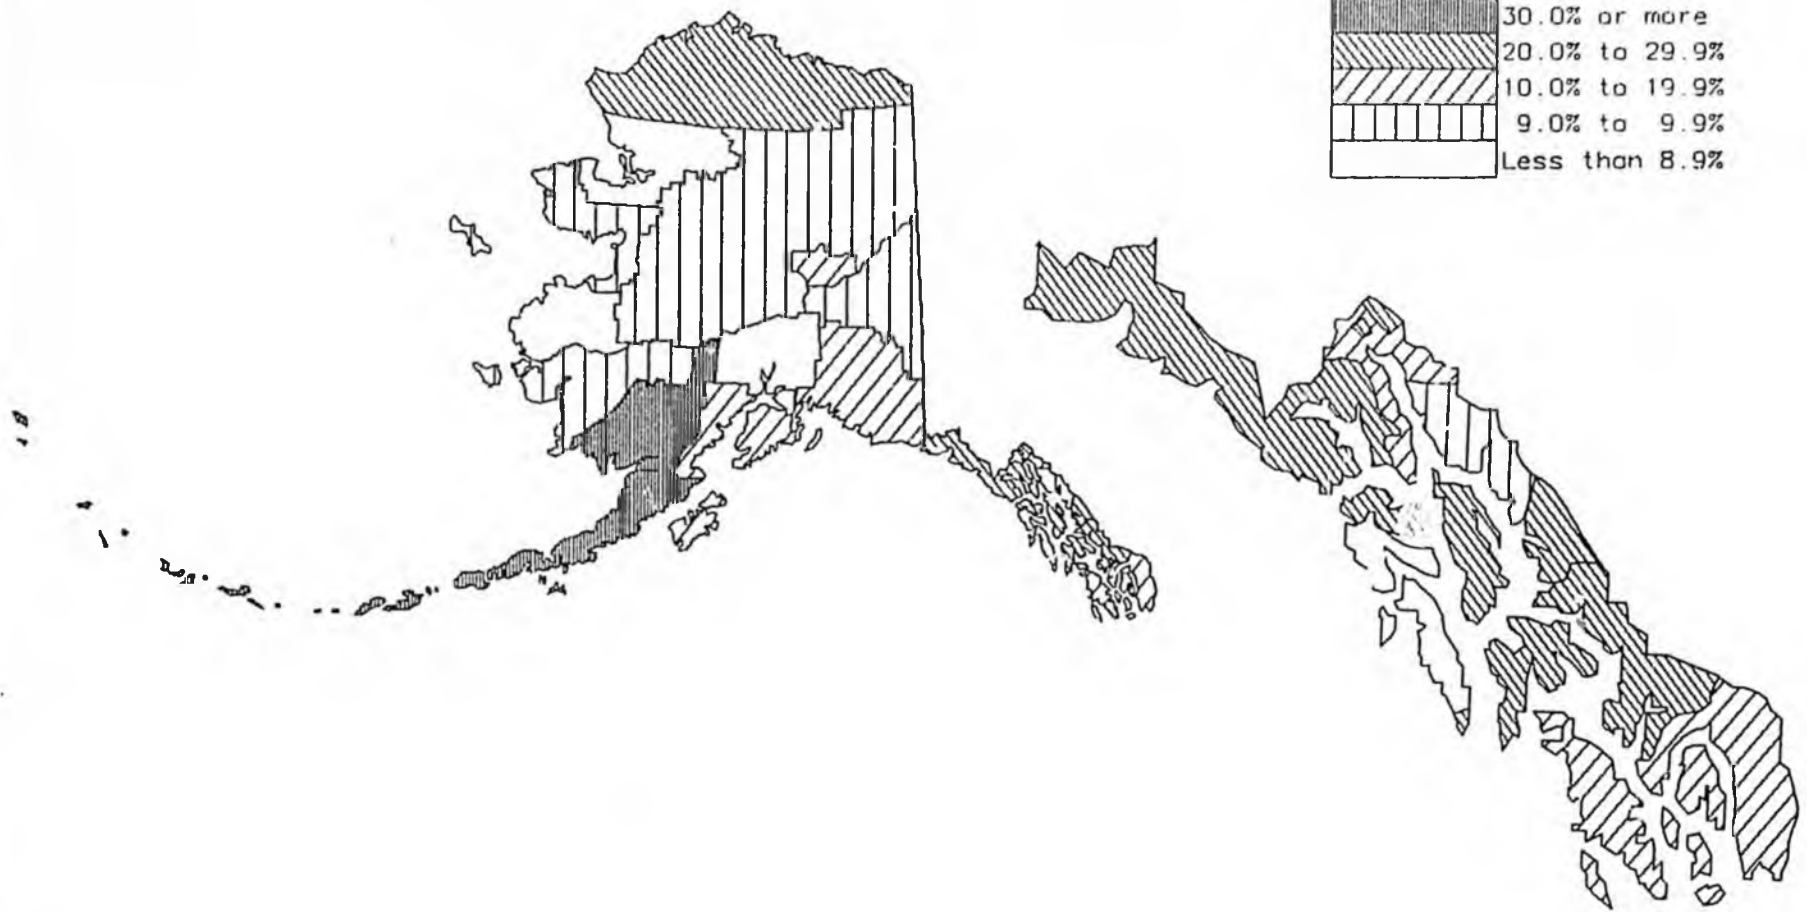 30.0% or more
20.0% to 29.9%
10.0% to 19.9%
9.0% to 9.9%
Less than 8.9%